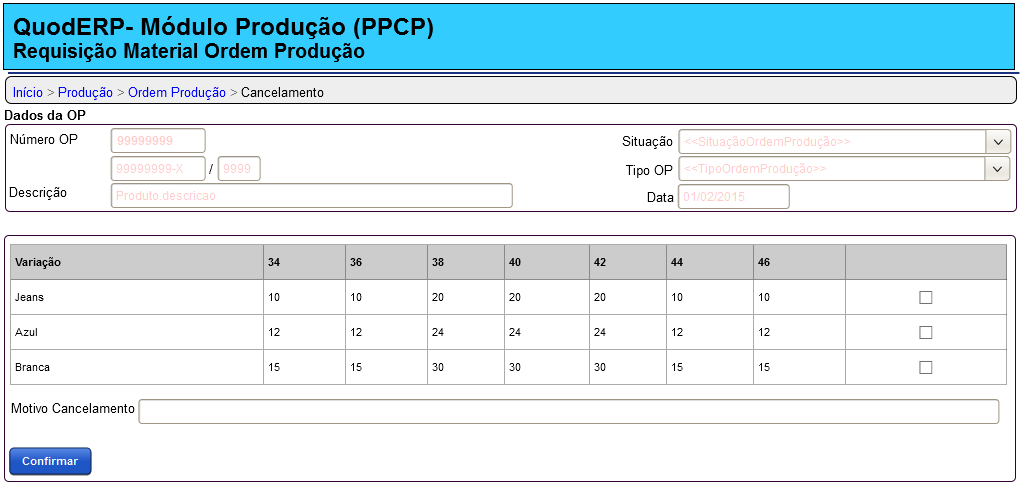 QuodERP- Módulo Produção (PPCP)
Requisição Material Ordem Produção
Início > Produção > Ordem Produção > Cancelamento
Dados da OP
Número OP 99999999 Situação <<SituaçãoOrdemProdução>>
99999999-X / 9999 Tipo OP <<TipoOrdemProdução>>
Descrição Produto.descricao Data 01/02/2015
Variação 34 36 38 40 42 44 46
Jeans 10 10 20 20 20 10 10
Azul 12 12 24 24 24 12 12
Branca 15 15 30 30 30 15 15
Motivo Cancelamento
Confirmar